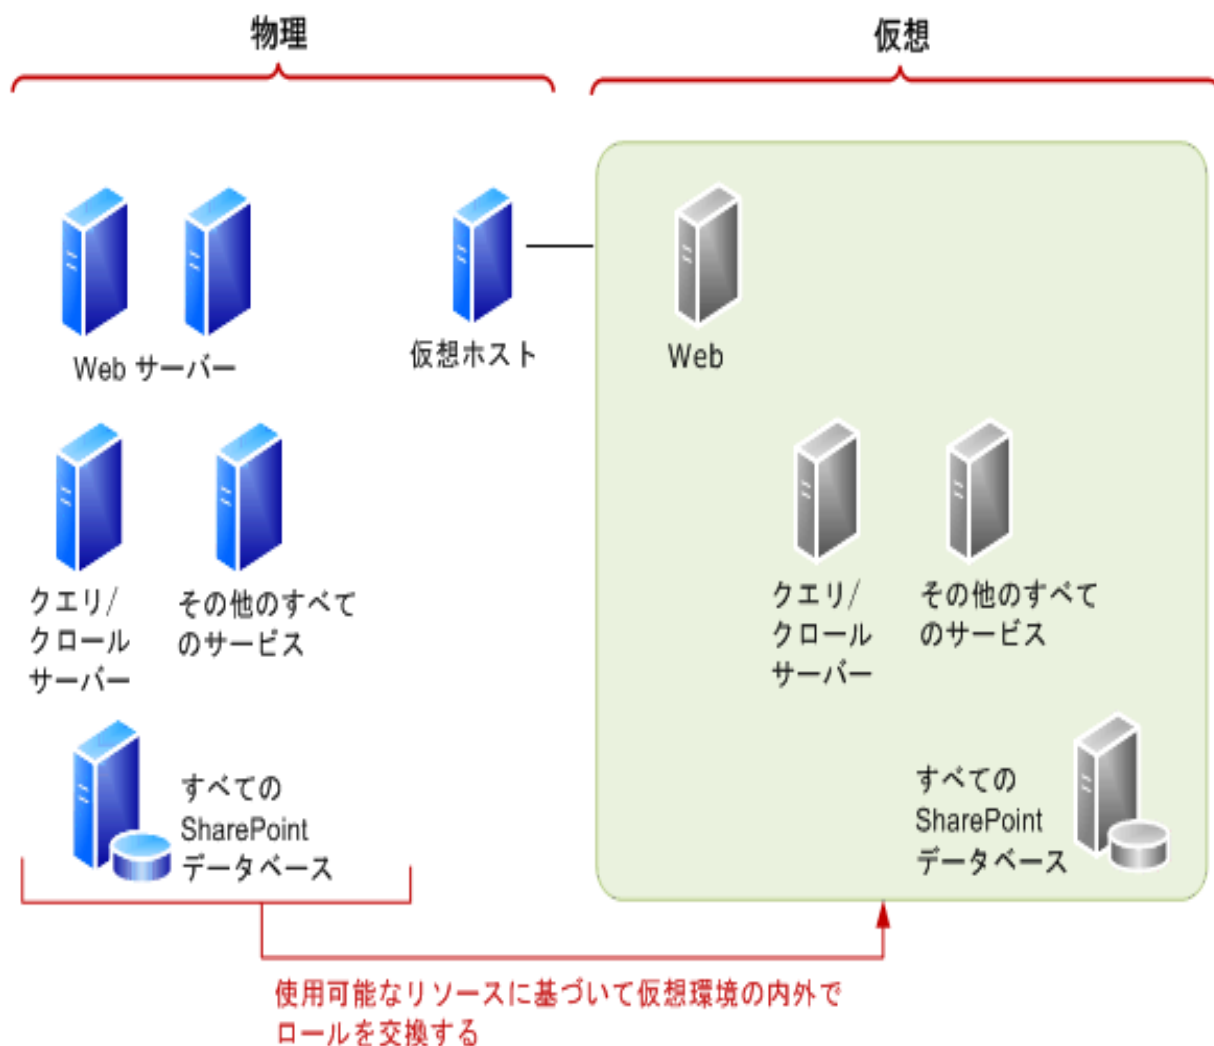 物理
仮想
Web サーバー
仮想ホスト
Web
クエリ/
クロール
サーバー
その他のすべて
のサービス
クエリ/
クロール
サーバー
その他のすべて
のサービス
すべての
SharePoint
データベース
すべての
SharePoint
データベース
使用可能なリソースに基づいて仮想環境の内外で
ロールを交換する